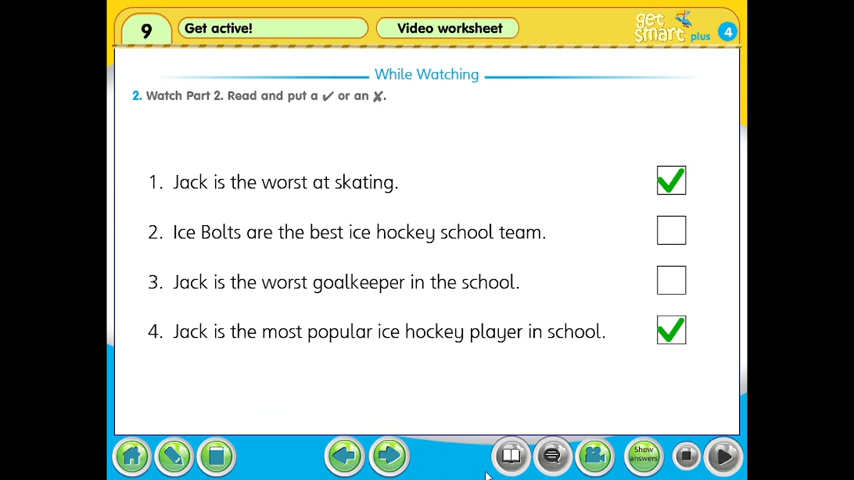 9 Get active! Video worksheet get smart plus 4
While Watching
2. Watch Part 2. Read and put a ✓ or an ✗.
1. Jack is the worst at skating.
2. Ice Bolts are the best ice hockey school team.
3. Jack is the worst goalkeeper in the school.
4. Jack is the most popular ice hockey player in school.
Show
answers